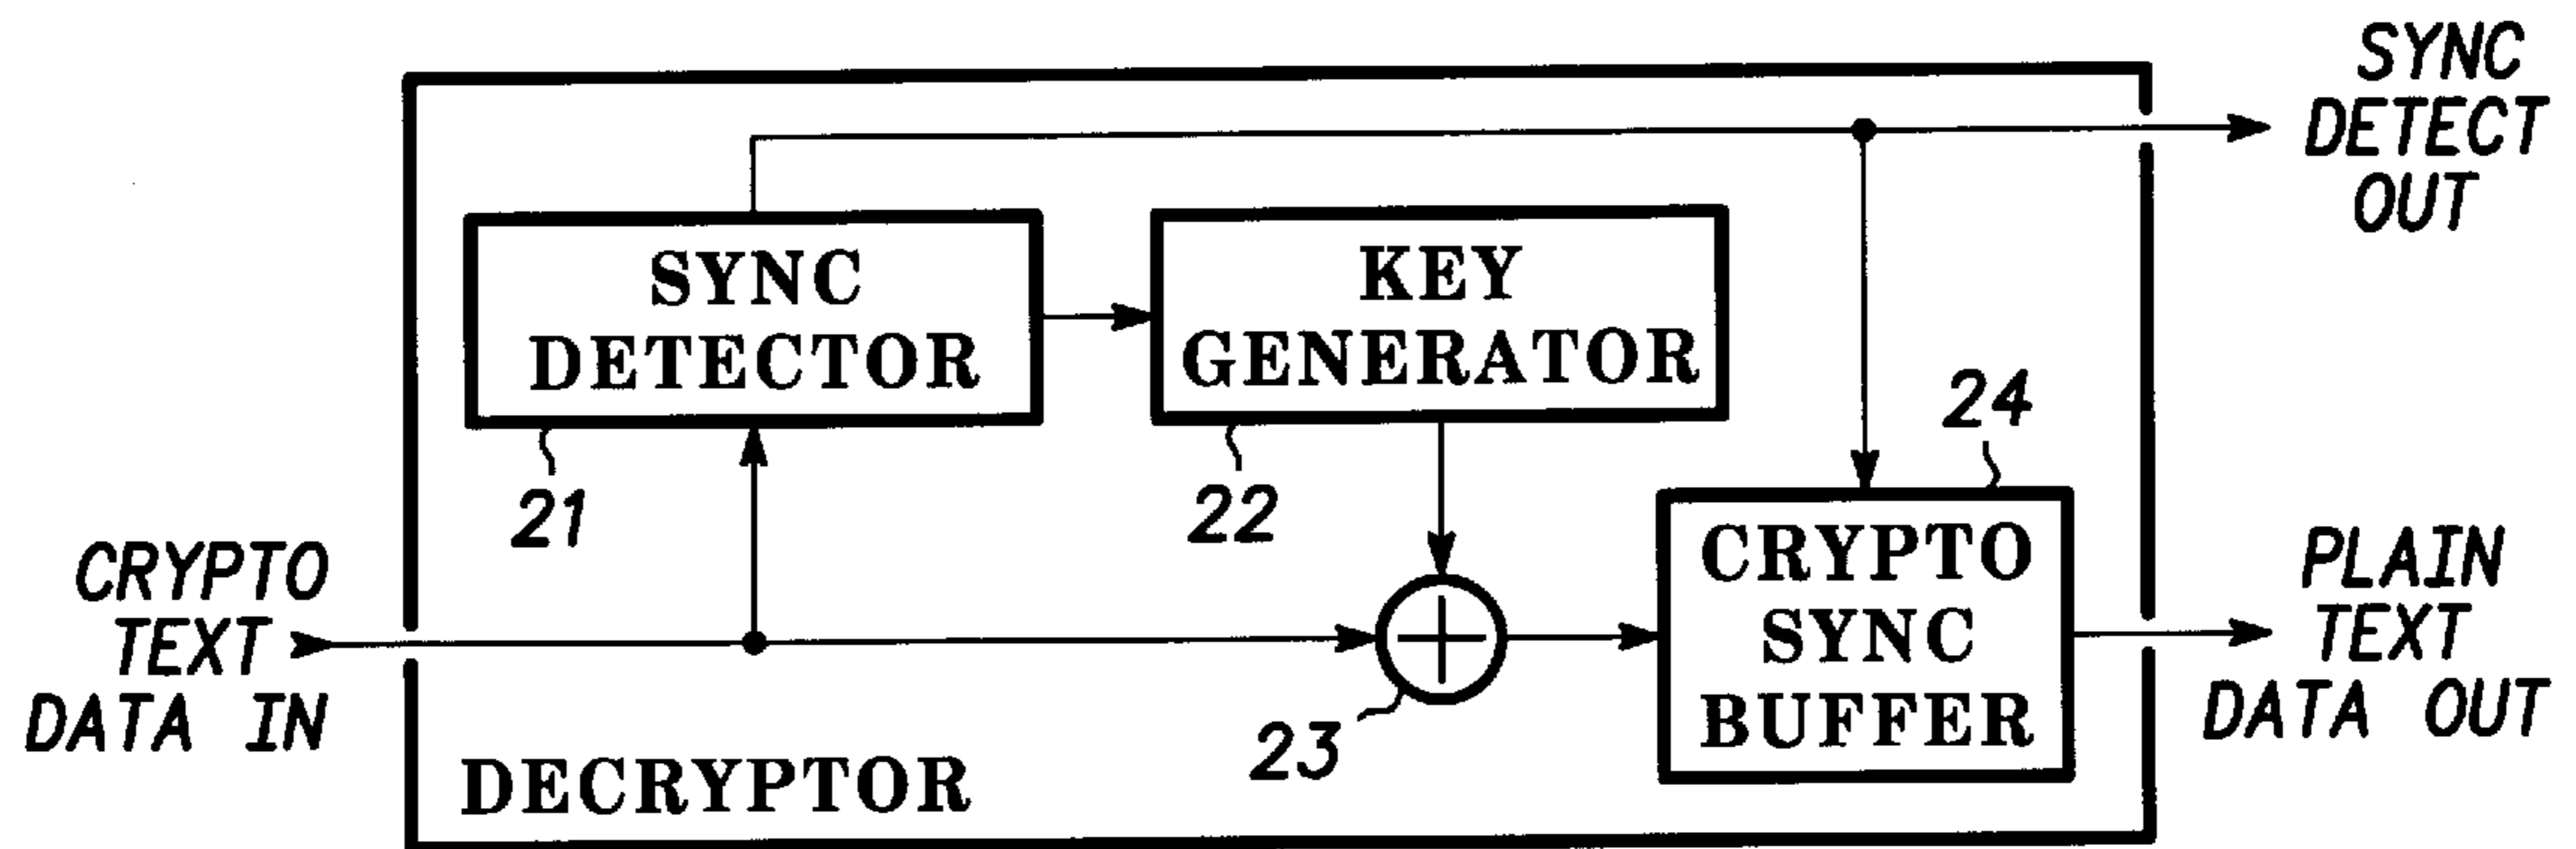 SYNC
DETECT
OUT
SYNC
DETECTOR
KEY
GENERATOR
24
21
22
CRYPTO
TEXT
DATA IN
CRYPTO
SYNC
BUFFER
PLAIN
TEXT
DATA OUT
23
DECRYPTOR